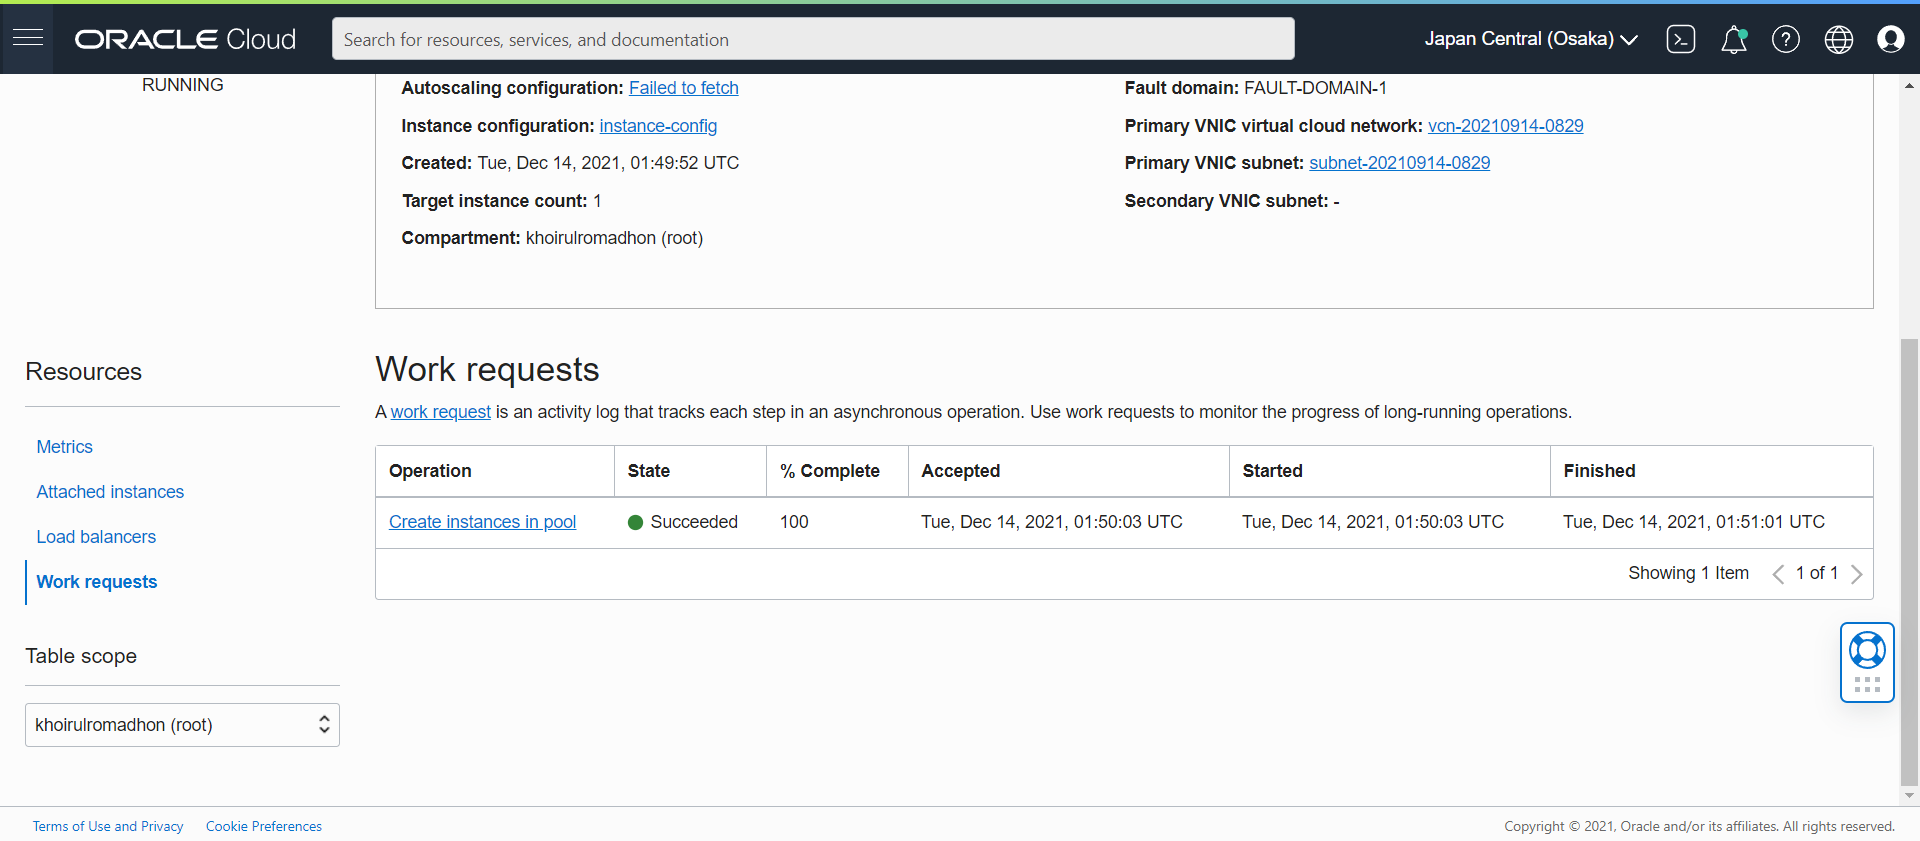 ORACLE Cloud
Search for resources, services, and documentation
Japan Central (Osaka)
RUNNING
Autoscaling configuration: Failed to fetch
Instance configuration: instance-config
Created: Tue, Dec 14, 2021, 01:49:52 UTC
Target instance count: 1
Compartment: khoirulromadhon (root)
Fault domain: FAULT-DOMAIN-1
Primary VNIC virtual cloud network: vcn-20210914-0829
Primary VNIC subnet: subnet-20210914-0829
Secondary VNIC subnet: -
Resources
Metrics
Attached instances
Load balancers
Work requests
Table scope
khoirulromadhon (root)
Work requests
A work request is an activity log that tracks each step in an asynchronous operation. Use work requests to monitor the progress of long-running operations.
Operation State % Complete Accepted Started Finished
Create instances in pool Succeeded 100 Tue, Dec 14, 2021, 01:50:03 UTC Tue, Dec 14, 2021, 01:50:03 UTC Tue, Dec 14, 2021, 01:51:01 UTC
Showing 1 Item 1 of 1
Terms of Use and Privacy Cookie Preferences
Copyright © 2021, Oracle and/or its affiliates. All rights reserved.